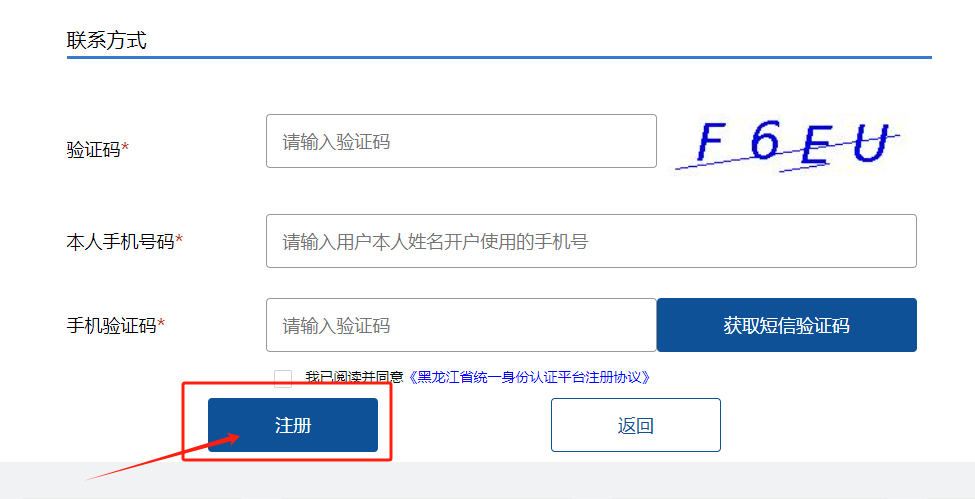 联系方式
验证码* 请输入验证码 F6EU
本人手机号码* 请输入用户本人姓名开户使用的手机号
手机验证码* 请输入验证码 获取短信验证码
我已阅读并同意《黑龙江省统一身份认证平台注册协议》
注册 返回